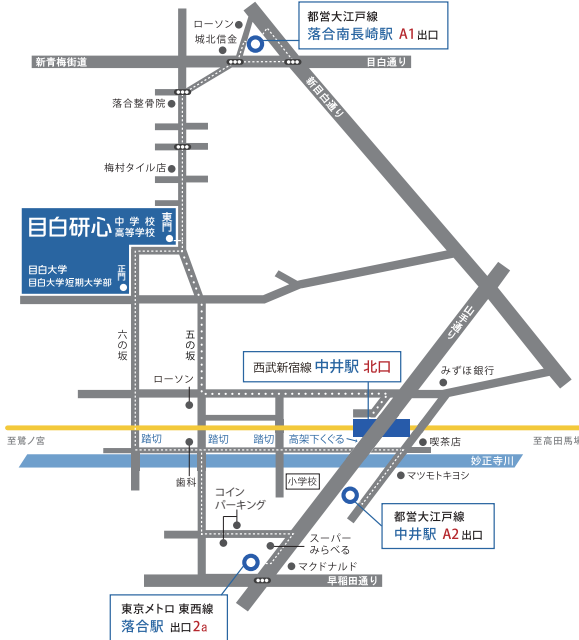 都営大江戸線
落合南長崎駅 A1 出口
ローソン
城北信金
新青梅街道
目白通り
新目白通り
落合整骨院
梅村タイル店
目白研心 中学校 高等学校
東門
目白大学
目白大学短期大学部
正門
六の坂
五の坂
山手通り
西武新宿線 中井駅 北口
みずほ銀行
ローソン
至鷺ノ宮
踏切
踏切
踏切
高架下くぐる
喫茶店
至高田馬場
妙正寺川
歯科
小学校
マツモトキヨシ
コイン
パーキング
都営大江戸線
中井駅 A2 出口
スーパー
みらべる
マクドナルド
早稲田通り
東京メトロ 東西線
落合駅 出口2a